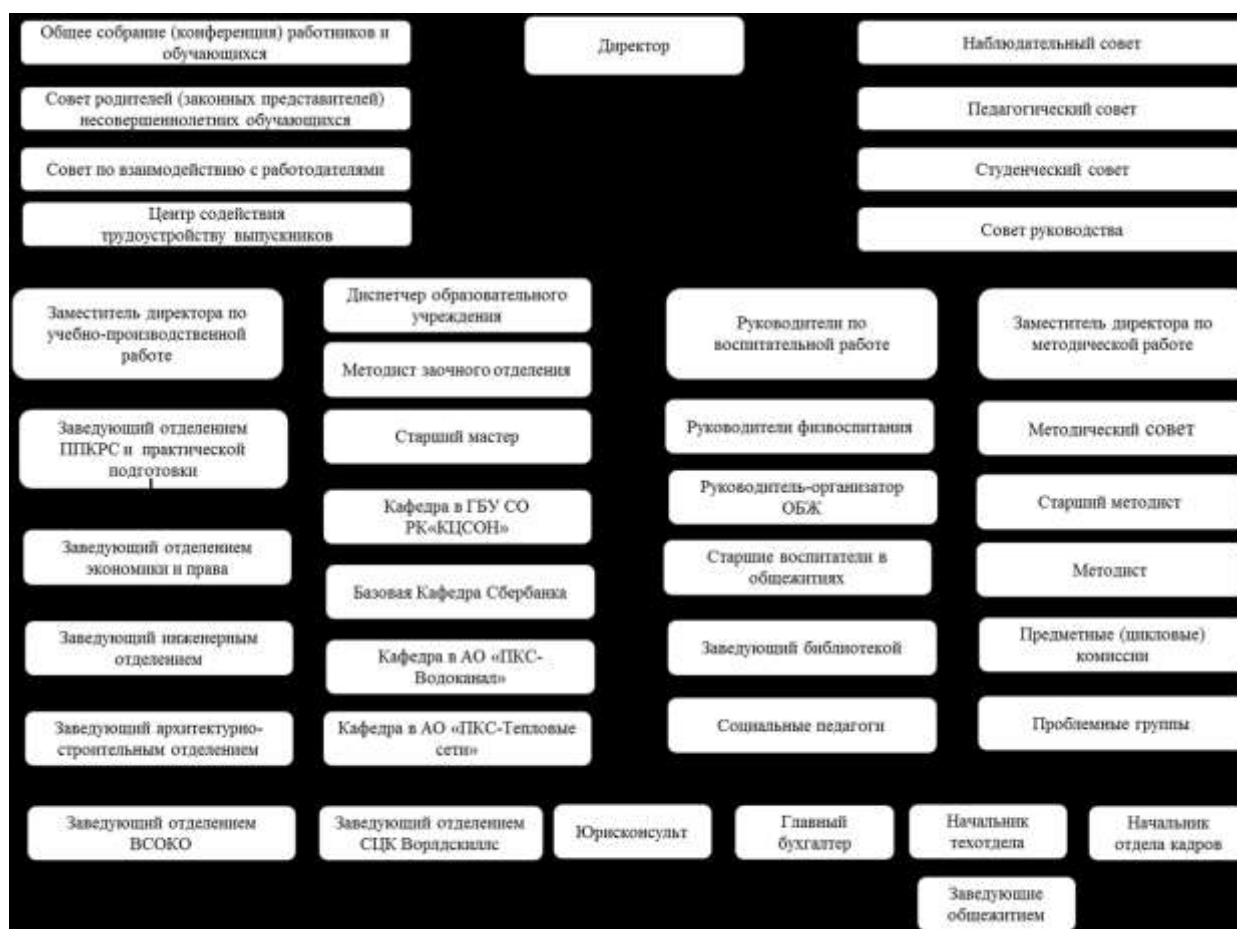 Общее собрание (конференция) работников и
обучающихся
Директор
Наблюдательный совет
Совет родителей (законных представителей)
несовершеннолетних обучающихся
Педагогический совет
Совет по взаимодействию с работодателями
Студенческий совет
Центр содействия
трудоустройству выпускников
Совет руководства
Заместитель директора по
учебно-производственной
работе
Диспетчер образовательного
учреждения
Методист заочного отделения
Руководители по
воспитательной работе
Заместитель директора по
методической работе
Заведующий отделением
ППКРС и практической
подготовки
Старший мастер
Руководители физвоспитания
Методический совет
Кафедра в ГБУ СО
РК«КЦСОН»
Руководитель-организатор
ОБЖ
Старший методист
Заведующий отделением
экономики и права
Базовая Кафедра Сбербанка
Старшие воспитатели в
общежитиях
Методист
Заведующий инженерным
отделением
Кафедра в АО «ПКС-
Водоканал»
Заведующий библиотекой
Предметные (цикловые)
комиссии
Заведующий архитектурно-
строительным отделением
Кафедра в АО «ПКС-Тепловые
сети»
Социальные педагоги
Проблемные группы
Заведующий отделением
ВСОКО
Заведующий отделением
СЦК Ворлдскиллс
Юрисконсульт
Главный
бухгалтер
Начальник
техотдела
Начальник
отдела кадров
Заведующие
общежитием